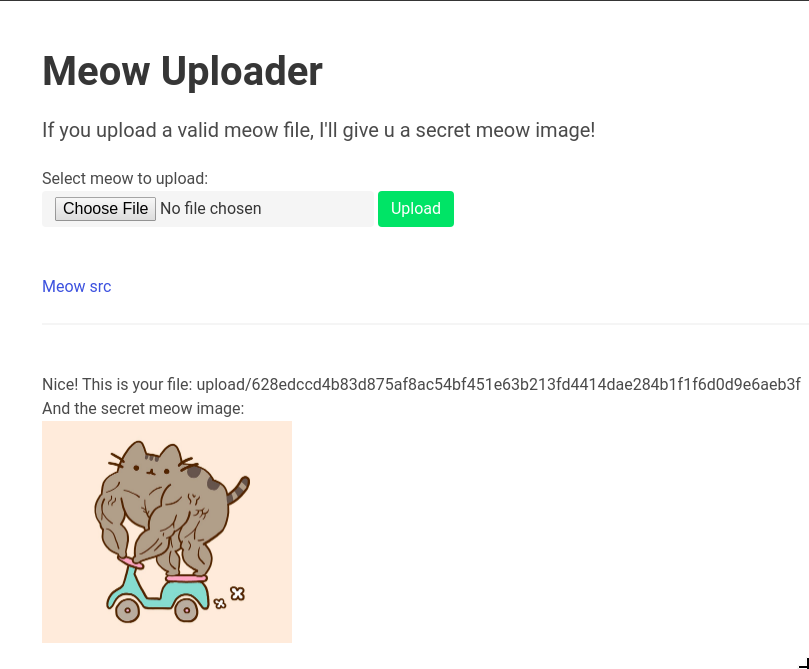 Meow Uploader
If you upload a valid meow file, I'll give u a secret meow image!
Select meow to upload:
Choose File No file chosen Upload
Meow src
Nice! This is your file: upload/628edccd4b83d875af8ac54bf451e63b213fd4414dae284b1f1f6d0d9e6aeb3f
And the secret meow image: